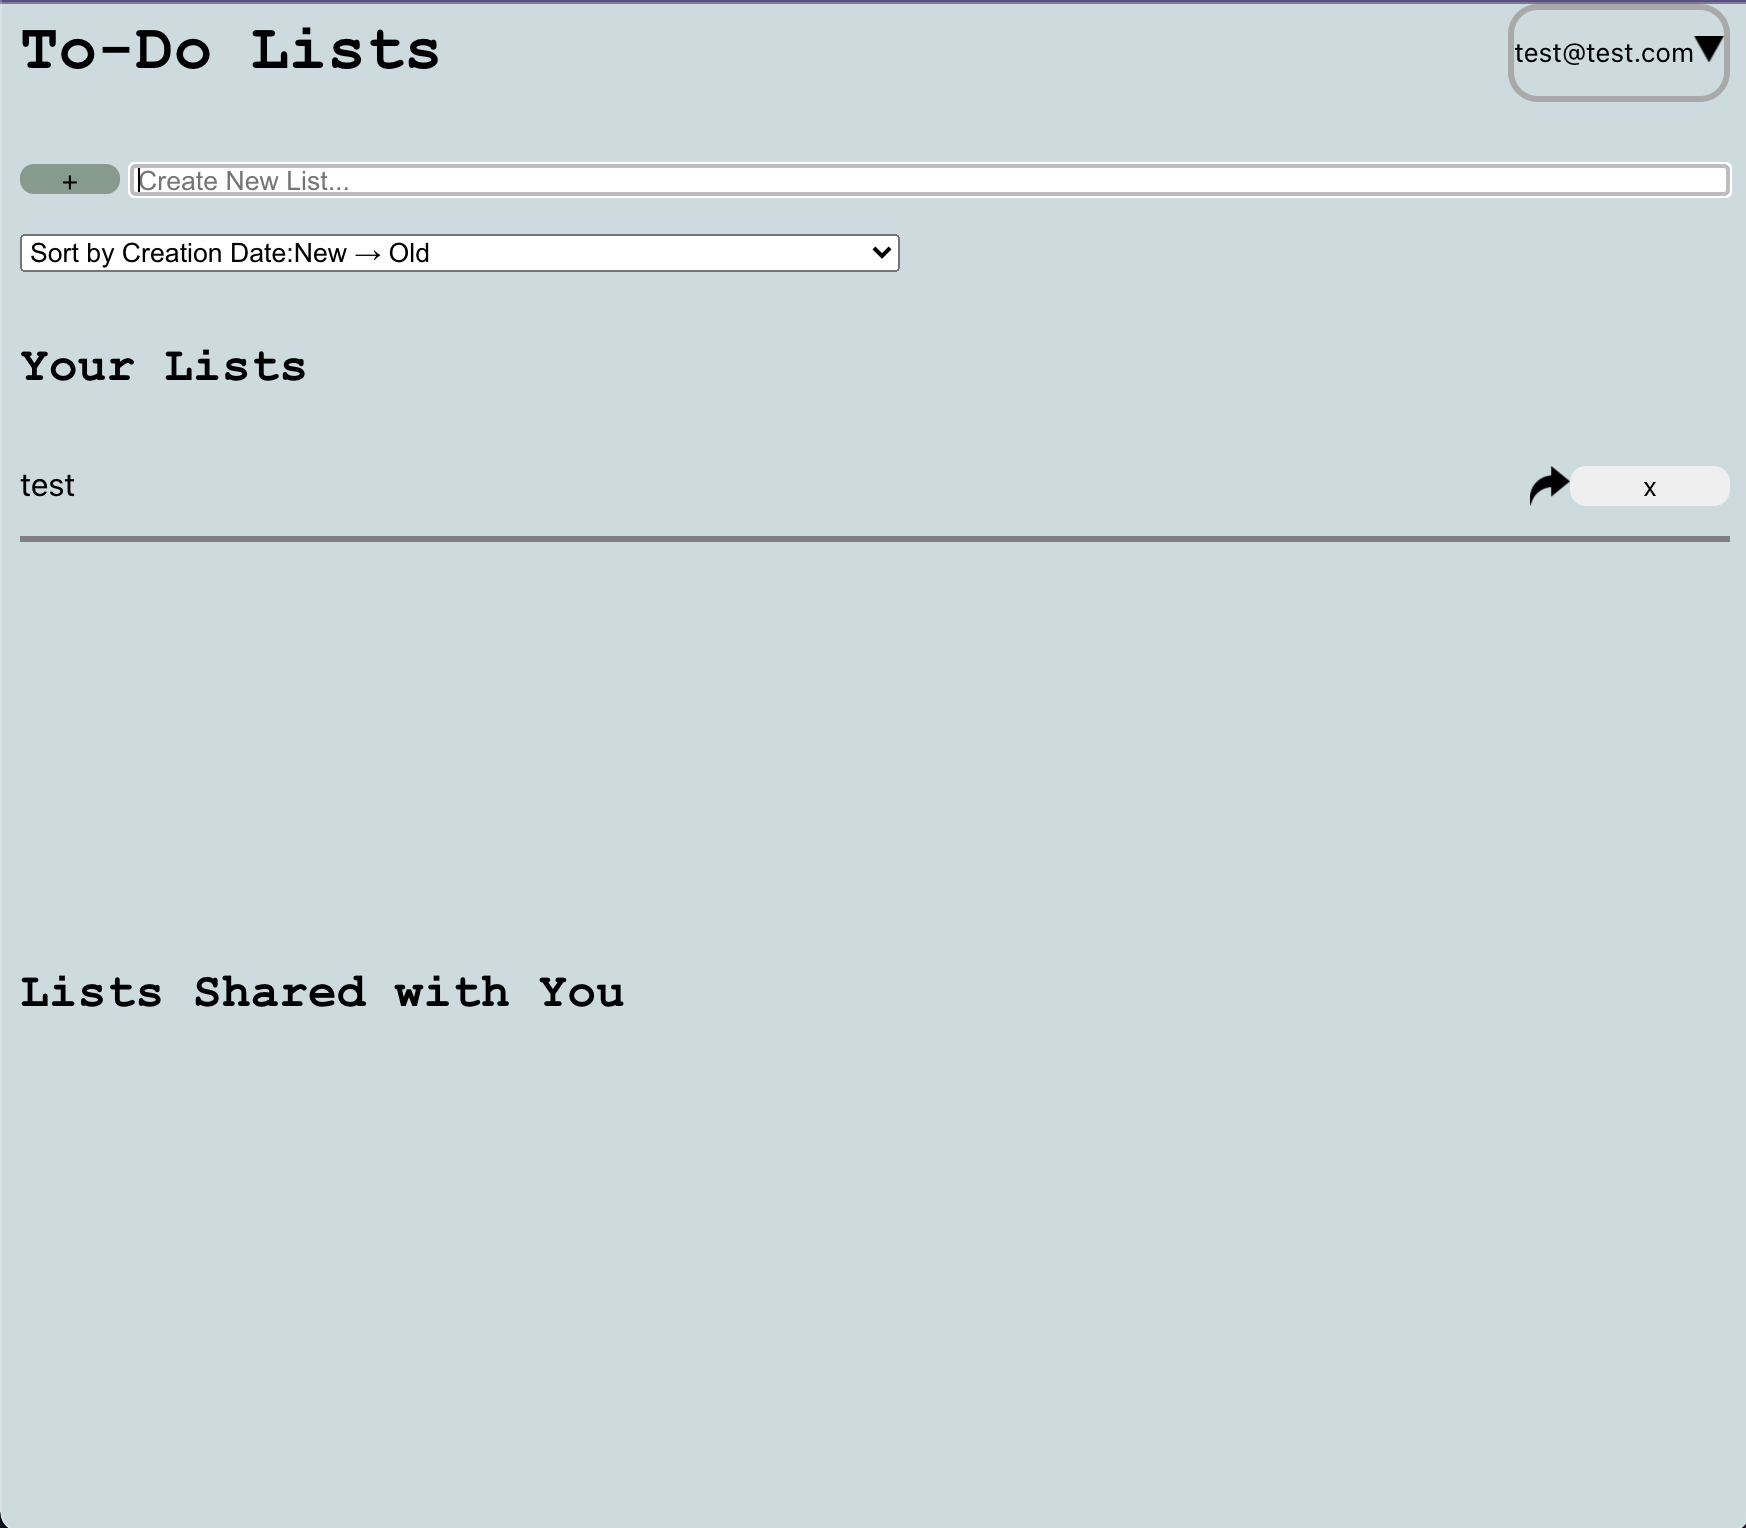 To-Do Lists
test@test.com▼
+
Create New List...
Sort by Creation Date:New → Old
Your Lists
test
x
Lists Shared with You